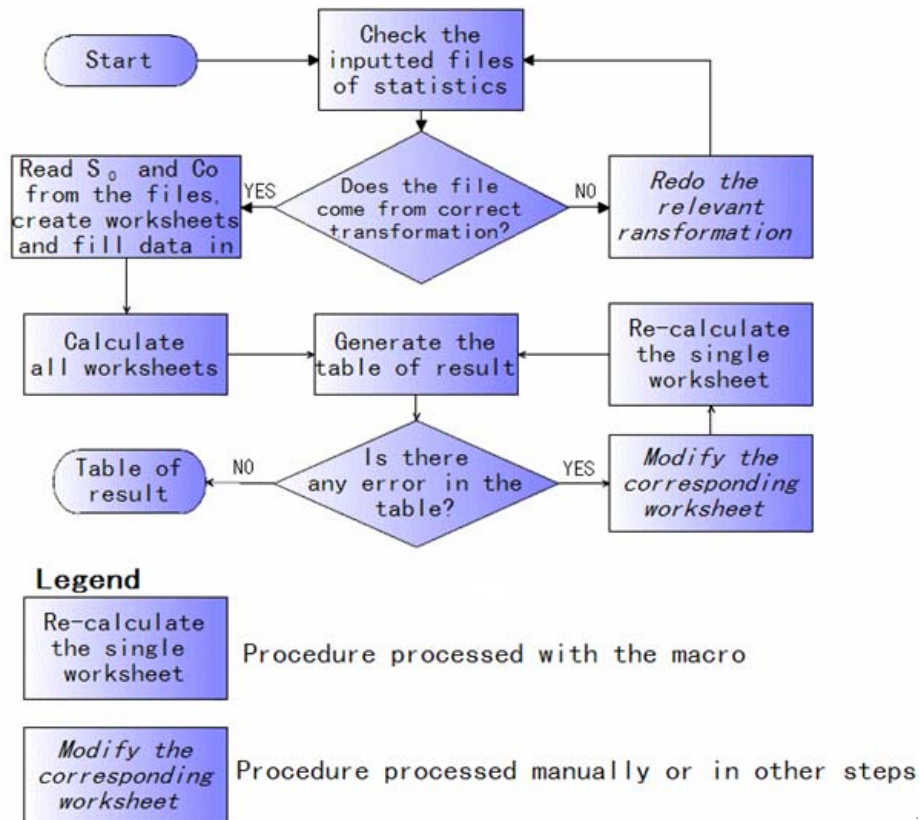 Start
Check the
inputted files
of statistics
Does the file
come from correct
transformation?
YES
NO
Read S₀ and Co
from the files,
create worksheets
and fill data in
Redo the
relevant
ransformation
Calculate
all worksheets
Generate the
table of result
Re-calculate
the single
worksheet
Is there
any error in the
table?
NO
YES
Table of
result
Modify the
corresponding
worksheet
Legend
Re-calculate
the single
worksheet
Procedure processed with the macro
Modify the
corresponding
worksheet
Procedure processed manually or in other steps